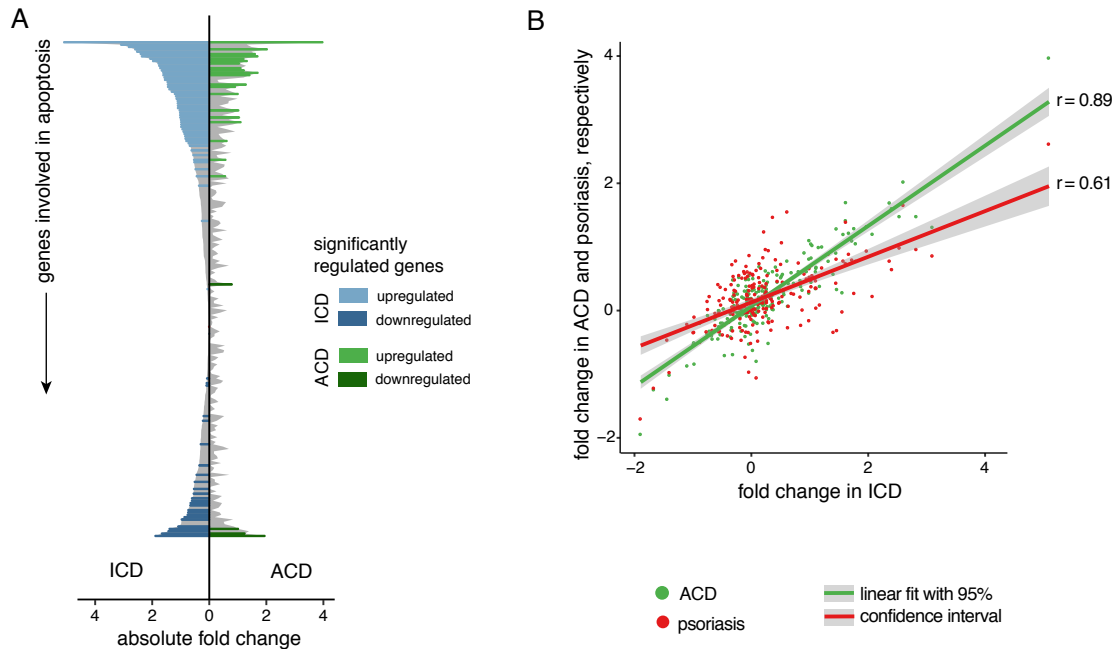 A
genes involved in apoptosis
significantly
regulated genes
ICD
upregulated
downregulated
ACD
upregulated
downregulated
ICD
ACD
4
2
0
2
4
absolute fold change
B
fold change in ACD and psoriasis, respectively
4
2
0
−2
r = 0.89
r = 0.61
−2
0
2
4
fold change in ICD
ACD
psoriasis
linear fit with 95%
confidence interval